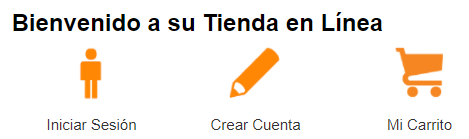 Bienvenido a su Tienda en Línea
Iniciar Sesión Crear Cuenta Mi Carrito